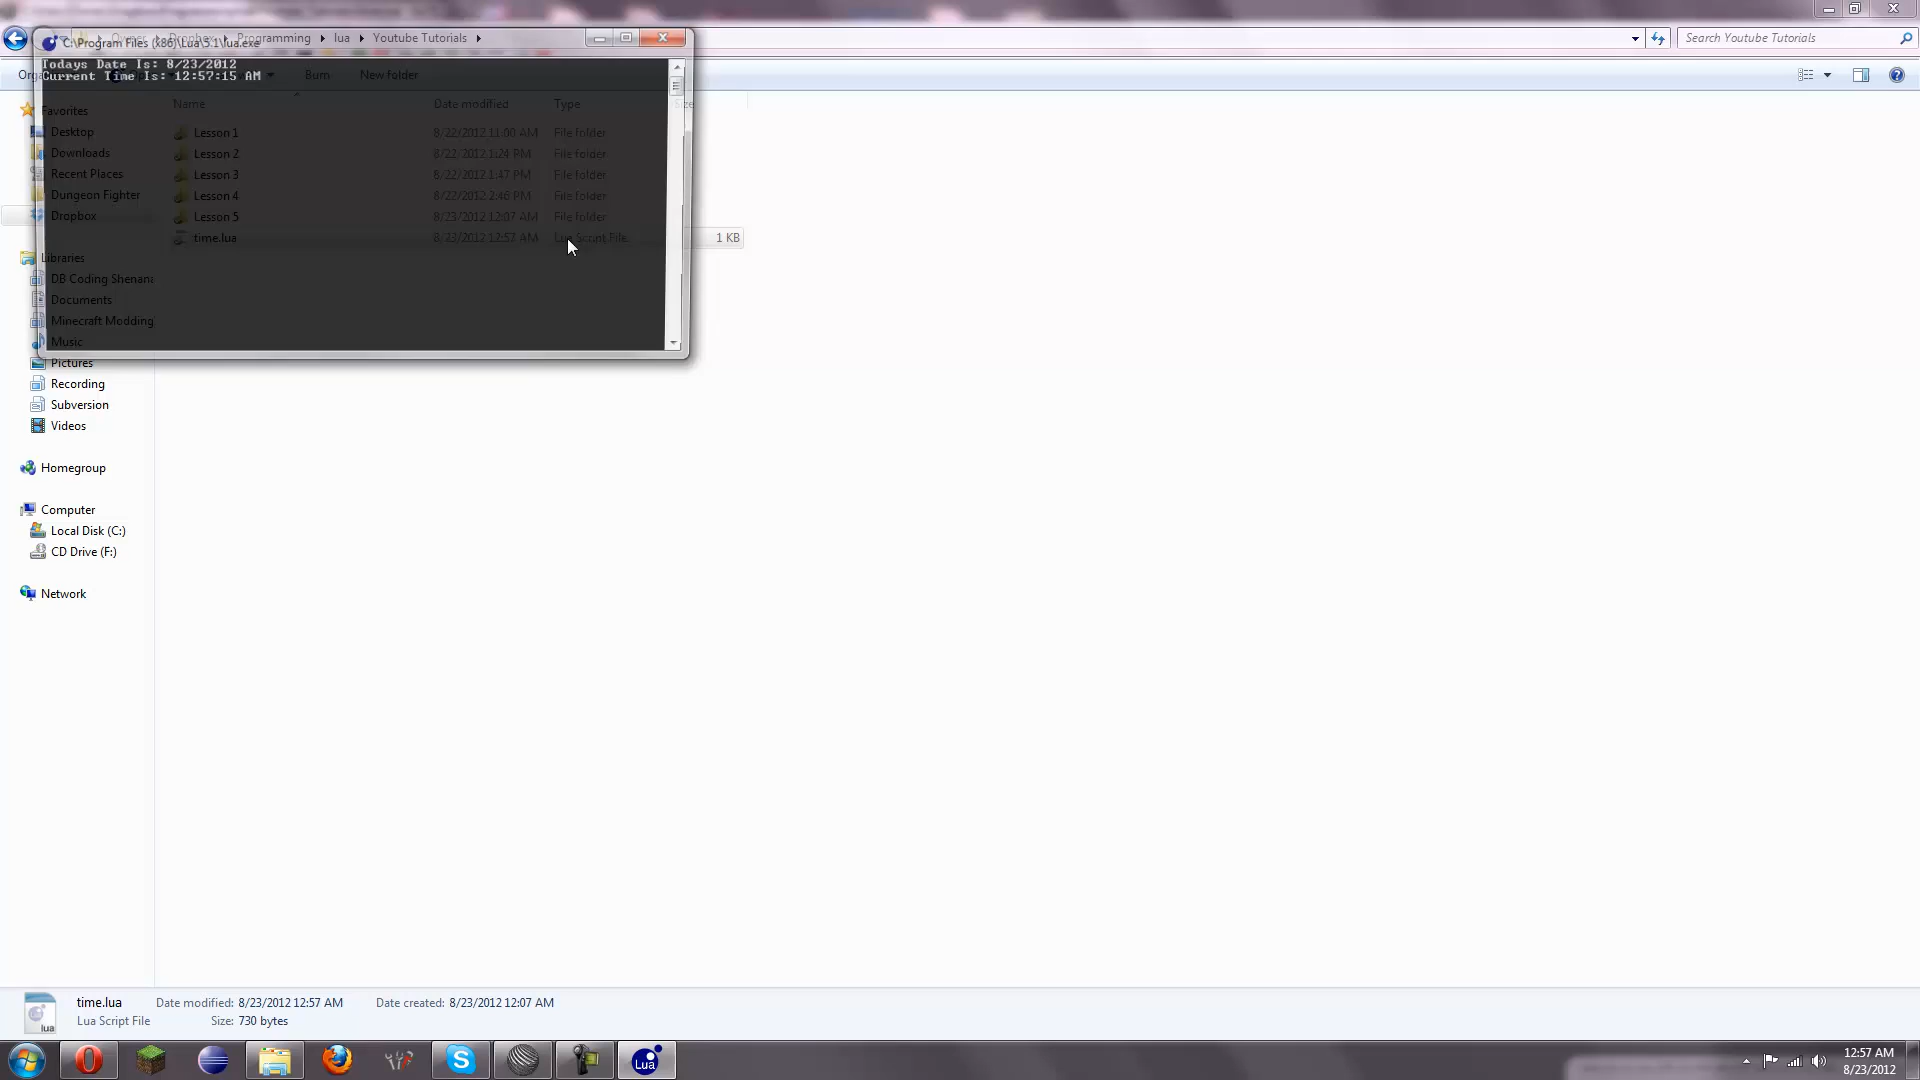 Owner ▸ Dropbox ▸ Programming ▸ lua ▸ Youtube Tutorials ▸
Search Youtube Tutorials
C:\Program Files (x86)\Lua\5.1\lua.exe
Todays Date Is: 8/23/2012
Current Time Is: 12:57:15 AM
Burn
New folder
Name Date modified Type Size
Lesson 1 8/22/2012 11:00 AM File folder
Lesson 2 8/22/2012 1:24 PM File folder
Lesson 3 8/22/2012 1:47 PM File folder
Lesson 4 8/22/2012 2:46 PM File folder
Lesson 5 8/23/2012 12:07 AM File folder
time.lua 8/23/2012 12:57 AM Lua Script File 1 KB
Favorites
Desktop
Downloads
Recent Places
Dungeon Fighter
Dropbox
Libraries
DB Coding Shenana
Documents
Minecraft Modding
Music
Pictures
Recording
Subversion
Videos
Homegroup
Computer
Local Disk (C:)
CD Drive (F:)
Network
time.lua Date modified: 8/23/2012 12:57 AM Date created: 8/23/2012 12:07 AM
Lua Script File Size: 730 bytes
lua
Lua
12:57 AM
8/23/2012